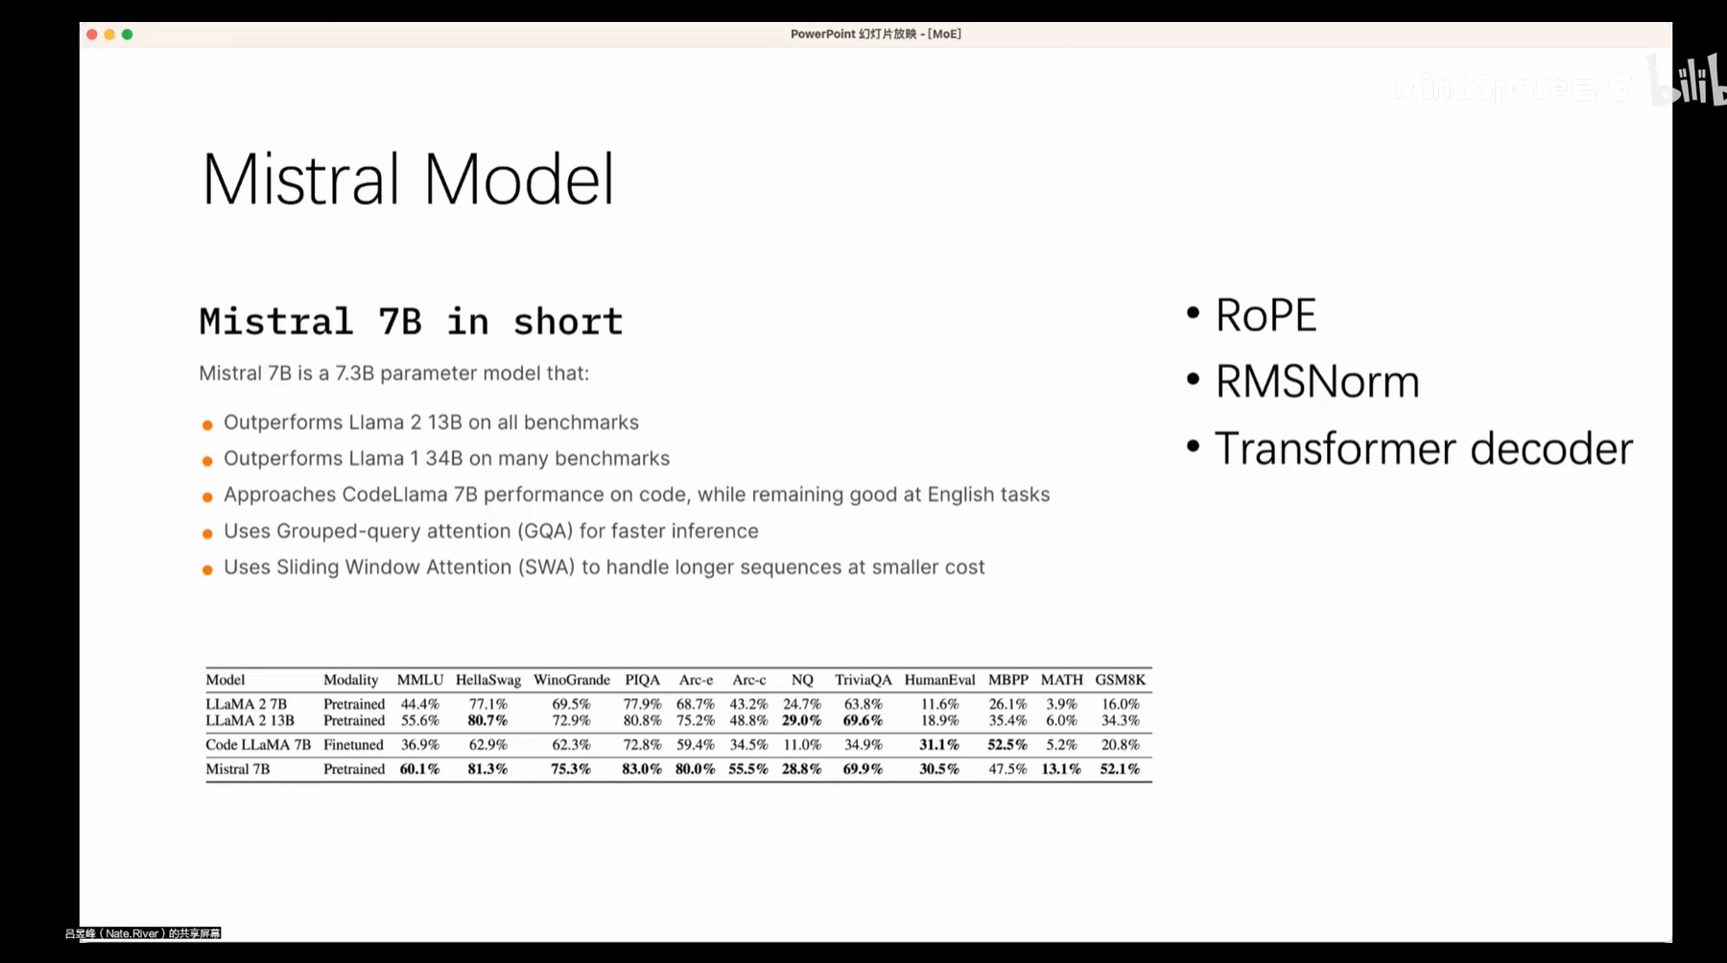 PowerPoint 幻灯片放映 - [MoE]
MindSpore官方
bilib
Mistral Model
Mistral 7B in short
Mistral 7B is a 7.3B parameter model that:
Outperforms Llama 2 13B on all benchmarks
Outperforms Llama 1 34B on many benchmarks
Approaches CodeLlama 7B performance on code, while remaining good at English tasks
Uses Grouped-query attention (GQA) for faster inference
Uses Sliding Window Attention (SWA) to handle longer sequences at smaller cost
• RoPE
• RMSNorm
• Transformer decoder
Model Modality MMLU HellaSwag WinoGrande PIQA Arc-e Arc-c NQ TriviaQA HumanEval MBPP MATH GSM8K
LLaMA 2 7B Pretrained 44.4% 77.1% 69.5% 77.9% 68.7% 43.2% 24.7% 63.8% 11.6% 26.1% 3.9% 16.0%
LLaMA 2 13B Pretrained 55.6% 80.7% 72.9% 80.8% 75.2% 48.8% 29.0% 69.6% 18.9% 35.4% 6.0% 34.3%
Code LLaMA 7B Finetuned 36.9% 62.9% 62.3% 72.8% 59.4% 34.5% 11.0% 34.9% 31.1% 52.5% 5.2% 20.8%
Mistral 7B Pretrained 60.1% 81.3% 75.3% 83.0% 80.0% 55.5% 28.8% 69.9% 30.5% 47.5% 13.1% 52.1%
吕昱峰（Nate.River）的共享屏幕